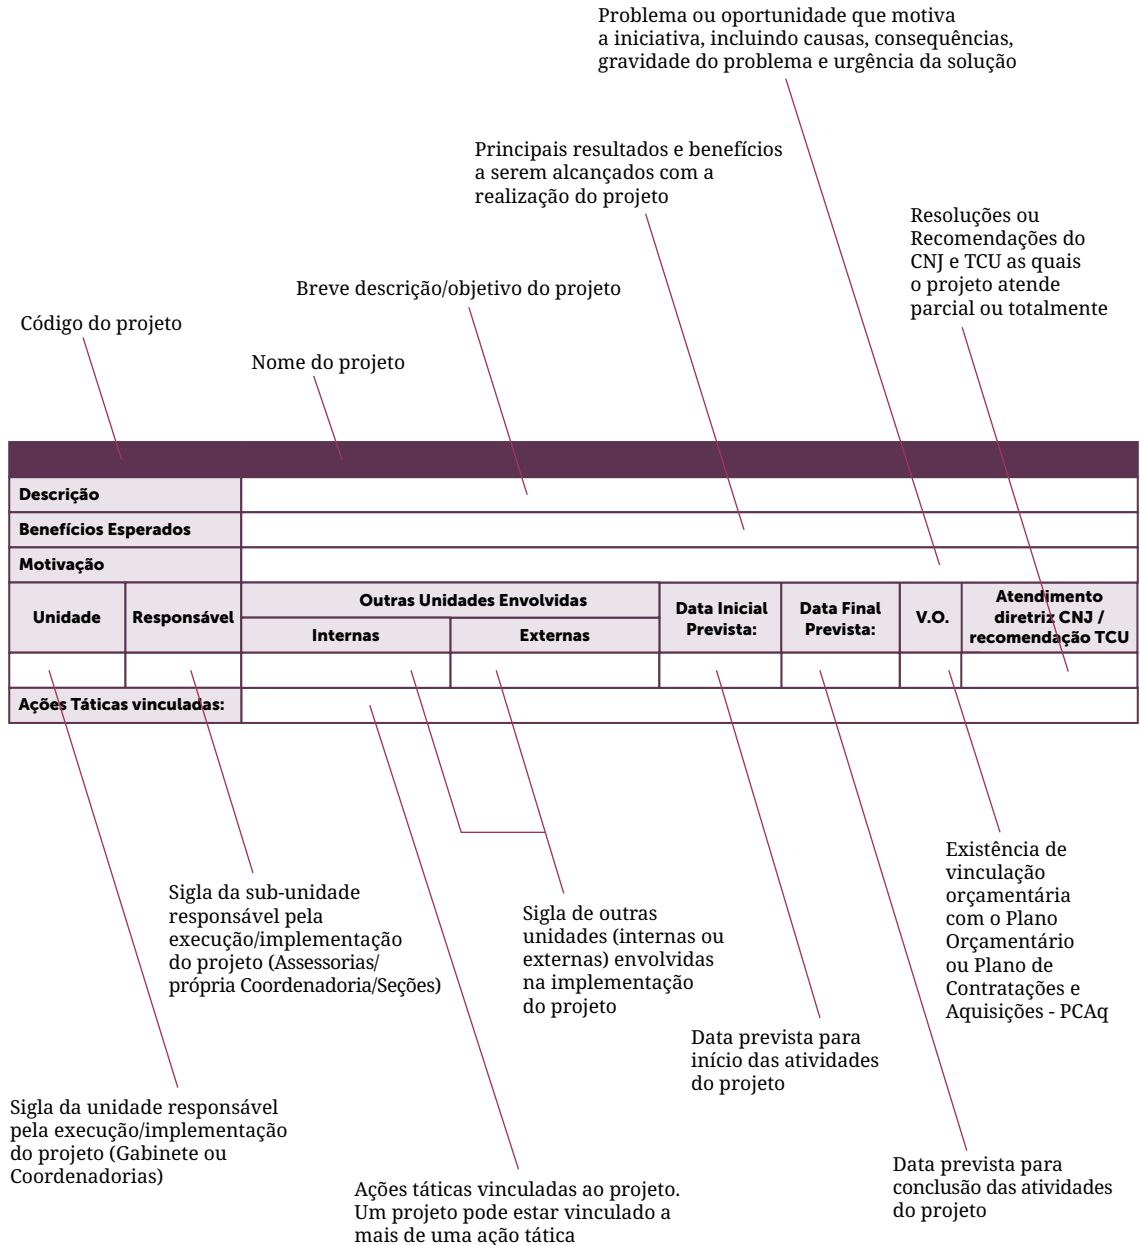 Problema ou oportunidade que motiva
a iniciativa, incluindo causas, consequências,
gravidade do problema e urgência da solução
Principais resultados e benefícios
a serem alcançados com a
realização do projeto
Resoluções ou
Recomendações do
CNJ e TCU as quais
o projeto atende
parcial ou totalmente
Breve descrição/objetivo do projeto
Código do projeto
Nome do projeto
Descrição
Benefícios Esperados
Motivação
Unidade
Responsável
Outras Unidades Envolvidas
Internas
Externas
Data Inicial
Prevista:
Data Final
Prevista:
V.O.
Atendimento
diretriz CNJ /
recomendação TCU
Ações Táticas vinculadas:
Existência de
vinculação
orçamentária
com o Plano
Orçamentário
ou Plano de
Contratações e
Aquisições - PCAq
Sigla da sub-unidade
responsável pela
execução/implementação
do projeto (Assessorias/
própria Coordenadoria/Seções)
Sigla de outras
unidades (internas ou
externas) envolvidas
na implementação
do projeto
Data prevista para
início das atividades
do projeto
Sigla da unidade responsável
pela execução/implementação
do projeto (Gabinete ou
Coordenadorias)
Data prevista para
conclusão das atividades
do projeto
Ações táticas vinculadas ao projeto.
Um projeto pode estar vinculado a
mais de uma ação tática